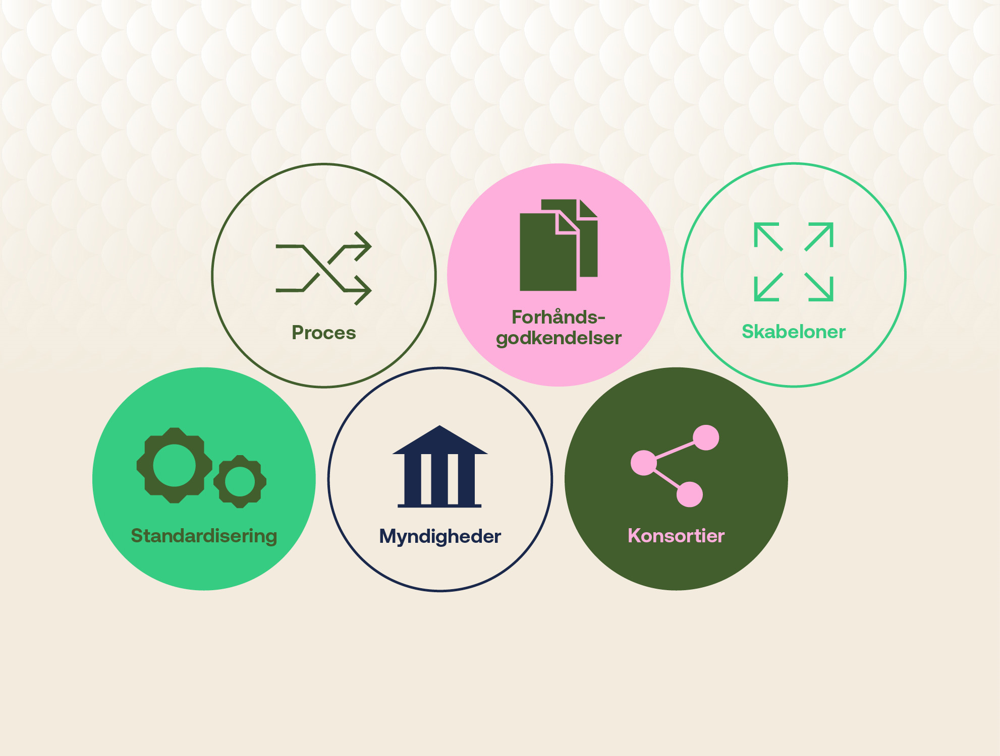 Proces
Forhånds-
godkendelser
Skabeloner
Standardisering
Myndigheder
Konsortier